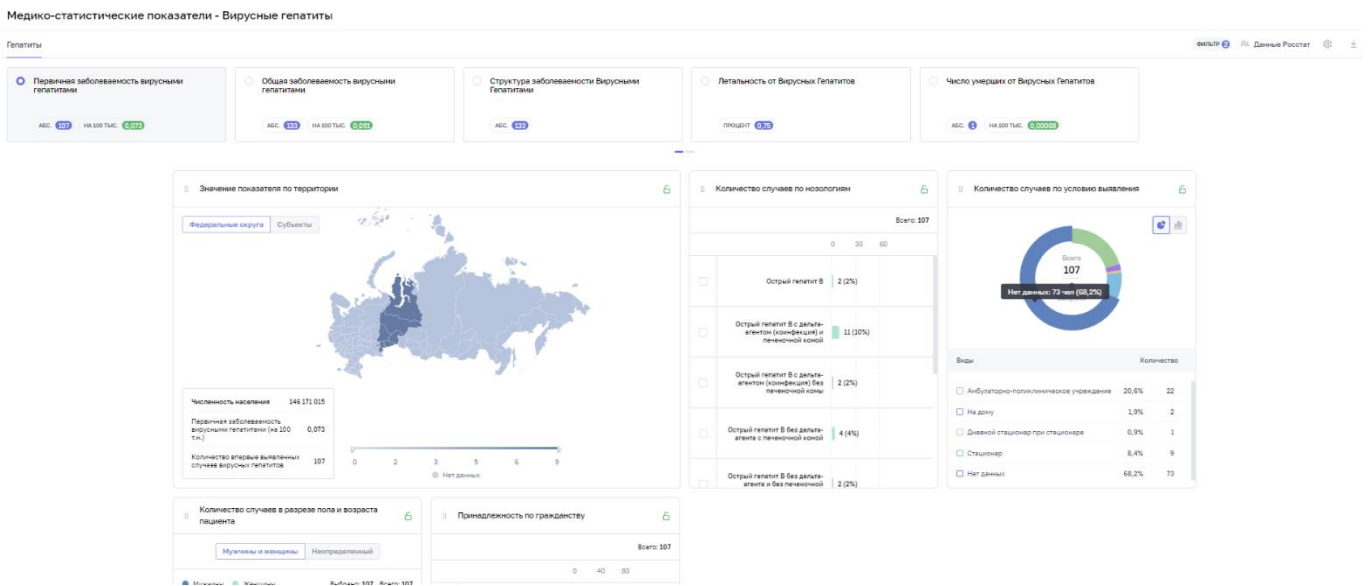 Медико-статистические показатели - Вирусные гепатиты
Гепатиты
ФИЛЬТР 2 Данные Росстат
Первичная заболеваемость вирусными
гепатитами
АБС. 107 НА 100 ТЫС. 0,073
Общая заболеваемость вирусными
гепатитами
АБС. 133 НА 100 ТЫС. 0,091
Структура заболеваемости Вирусными
Гепатитами
АБС. 133
Летальность от Вирусных Гепатитов
ПРОЦЕНТ 0,75
Число умерших от Вирусных Гепатитов
АБС. 1 НА 100 ТЫС. 0,00068
Значение показателя по территории
Федеральные округа Субъекты
Численность населения 146 171 015
Первичная заболеваемость
вирусными гепатитами (на 100
т.н.) 0,073
Количество впервые выявленных
случаев вирусных гепатитов 107
0 2 3 5 6 9
Нет данных
Количество случаев по нозологиям
Всего: 107
0 30 60
Острый гепатит B 2 (2%)
Острый гепатит B с дельта-
агентом (коинфекция) и
печеночной комой 11 (10%)
Острый гепатит B с дельта-
агентом (коинфекция) без
печеночной комы 2 (2%)
Острый гепатит B без дельта-
агента с печеночной комой 4 (4%)
Острый гепатит B без дельта-
агента и без печеночной 2 (2%)
Количество случаев по условию выявления
Всего
107
Нет данных: 73 чел (68,2%)
Виды Количество
Амбулаторно-поликлиническое учреждение 20,6% 22
На дому 1,9% 2
Дневной стационар при стационаре 0,9% 1
Стационар 8,4% 9
Нет данных 68,2% 73
Количество случаев в разрезе пола и возраста
пациента
Мужчины и женщины Неопределенный
Мужчины Женщины Выбрано: 107 Всего: 107
Принадлежность по гражданству
Всего: 107
0 40 80